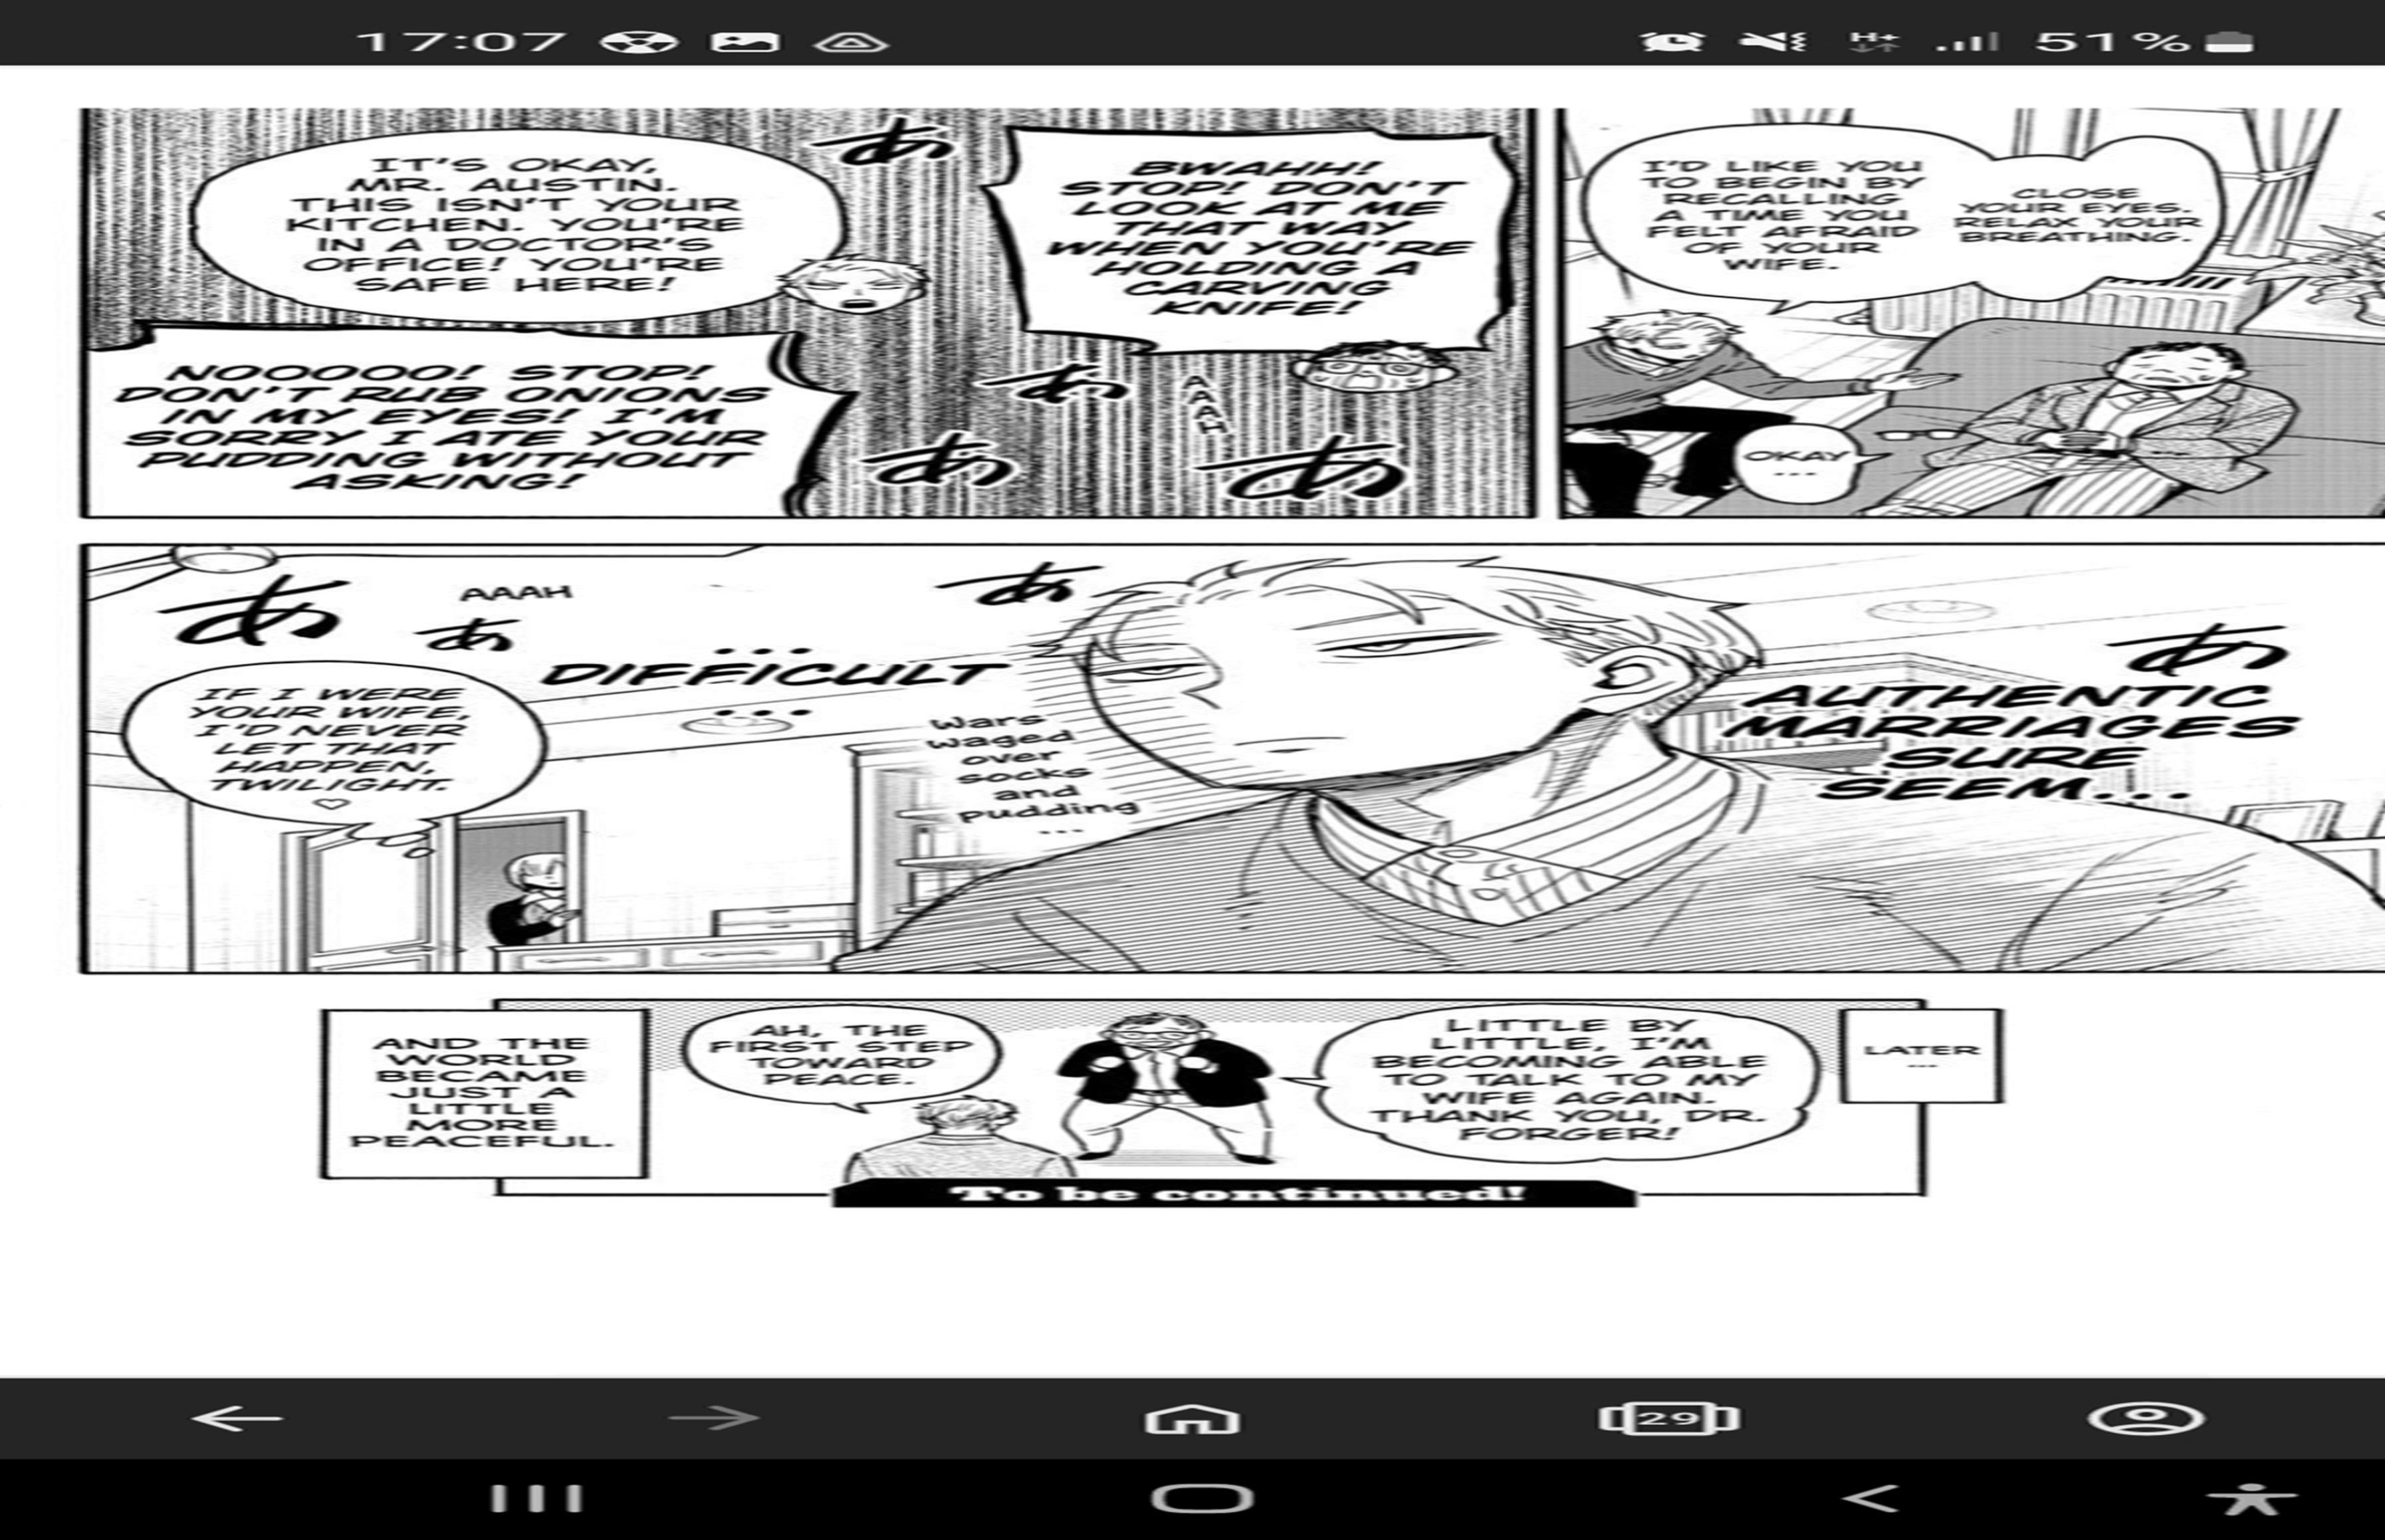 17:07
H+
51%
I'D LIKE YOU
TO BEGIN BY
RECALLING
A TIME YOU
FELT AFRAID
OF YOUR
WIFE.
CLOSE
YOUR EYES.
RELAX YOUR
BREATHING.
OKAY
...
BWAHH!
STOP! DON'T
LOOK AT ME
THAT WAY
WHEN YOU'RE
HOLDING A
CARVING
KNIFE!
AAAH
あ
あ
あ
あ
IT'S OKAY,
MR. AUSTIN.
THIS ISN'T YOUR
KITCHEN. YOU'RE
IN A DOCTOR'S
OFFICE! YOU'RE
SAFE HERE!
NOOOOO! STOP!
DON'T RUB ONIONS
IN MY EYES! I'M
SORRY I ATE YOUR
PUDDING WITHOUT
ASKING!
あ
AUTHENTIC
MARRIAGES
SURE
SEEM...
あ
Wars
waged
over
socks
and
pudding
...
...
DIFFICULT
...
AAAH
あ
あ
IF I WERE
YOUR WIFE,
I'D NEVER
LET THAT
HAPPEN,
TWILIGHT.
♡
LATER
...
LITTLE BY
LITTLE, I'M
BECOMING ABLE
TO TALK TO MY
WIFE AGAIN.
THANK YOU, DR.
FORGER!
AH, THE
FIRST STEP
TOWARD
PEACE.
AND THE
WORLD
BECAME
JUST A
LITTLE
MORE
PEACEFUL.
To be continued!
29